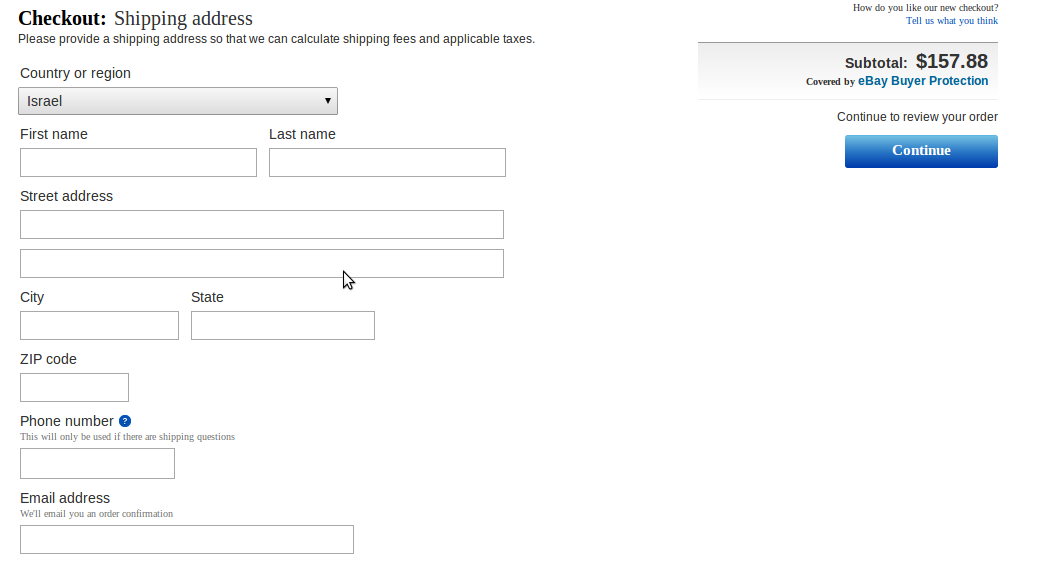 Checkout: Shipping address
Please provide a shipping address so that we can calculate shipping fees and applicable taxes.
Country or region
Israel
First name Last name
Street address
City State
ZIP code
Phone number ?
This will only be used if there are shipping questions
Email address
We'll email you an order confirmation
How do you like our new checkout?
Tell us what you think
Subtotal: $157.88
Covered by eBay Buyer Protection
Continue to review your order
Continue